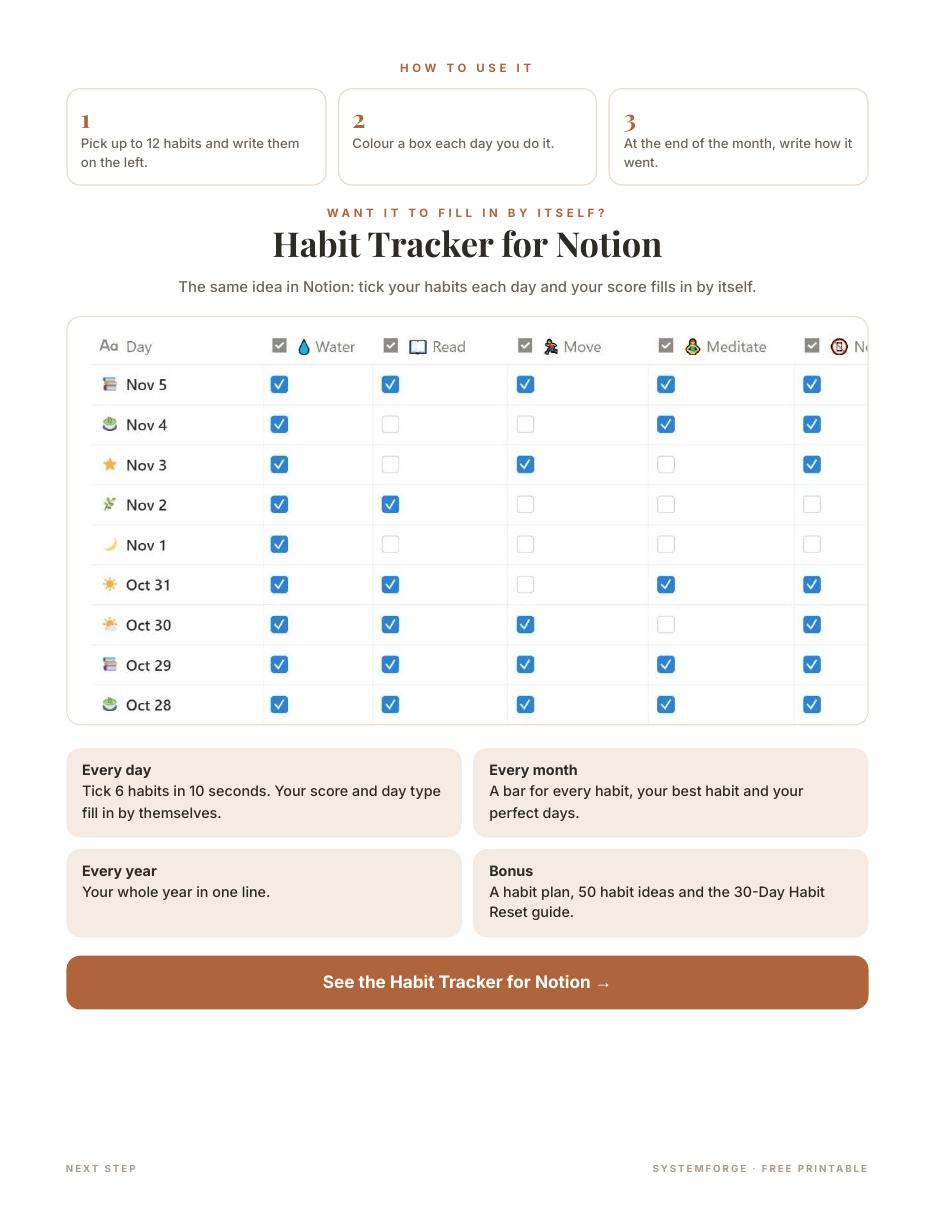 HOW TO USE IT
1
Pick up to 12 habits and write them
on the left.
2
Colour a box each day you do it.
3
At the end of the month, write how it
went.
WANT IT TO FILL IN BY ITSELF?
Habit Tracker for Notion
The same idea in Notion: tick your habits each day and your score fills in by itself.
Aa Day Water Read Move Meditate
Nov 5
Nov 4
Nov 3
Nov 2
Nov 1
Oct 31
Oct 30
Oct 29
Oct 28
Every day
Tick 6 habits in 10 seconds. Your score and day type
fill in by themselves.
Every month
A bar for every habit, your best habit and your
perfect days.
Every year
Your whole year in one line.
Bonus
A habit plan, 50 habit ideas and the 30-Day Habit
Reset guide.
See the Habit Tracker for Notion →
NEXT STEP
SYSTEMFORGE · FREE PRINTABLE